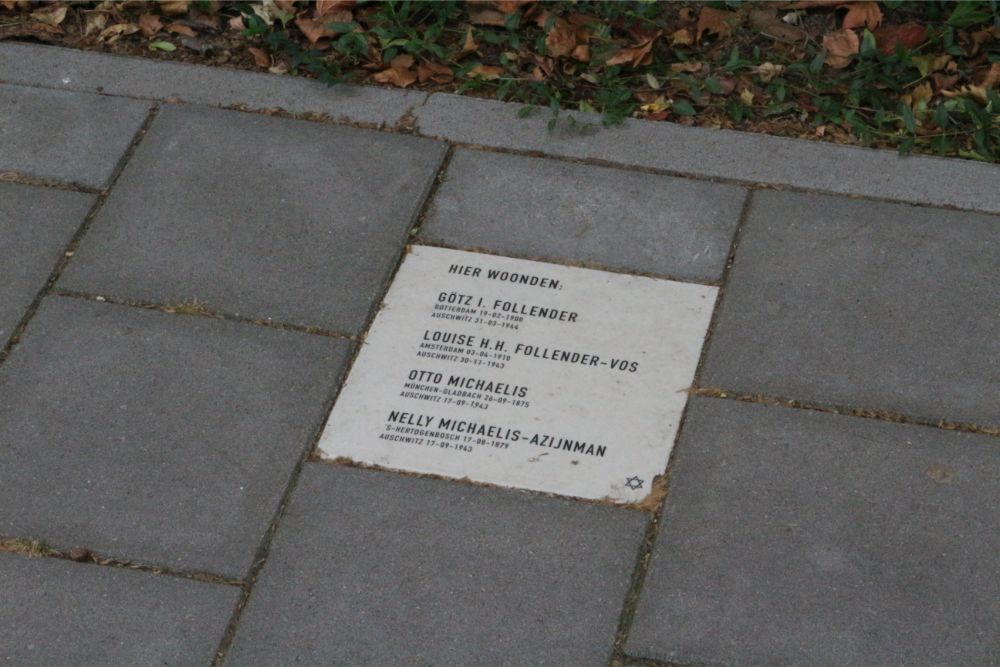 HIER WOONDEN:
GÖTZ I. FOLLENDER
ROTTERDAM 19-02-1900
AUSCHWITZ 31-03-1944
LOUISE H.H. FOLLENDER-VOS
AMSTERDAM 03-04-1910
AUSCHWITZ 30-11-1943
OTTO MICHAELIS
MÜNCHEN-GLADBACH 26-09-1875
AUSCHWITZ 17-09-1943
NELLY MICHAELIS-AZIJNMAN
'S-HERTOGENBOSCH 17-08-1879
AUSCHWITZ 17-09-1943